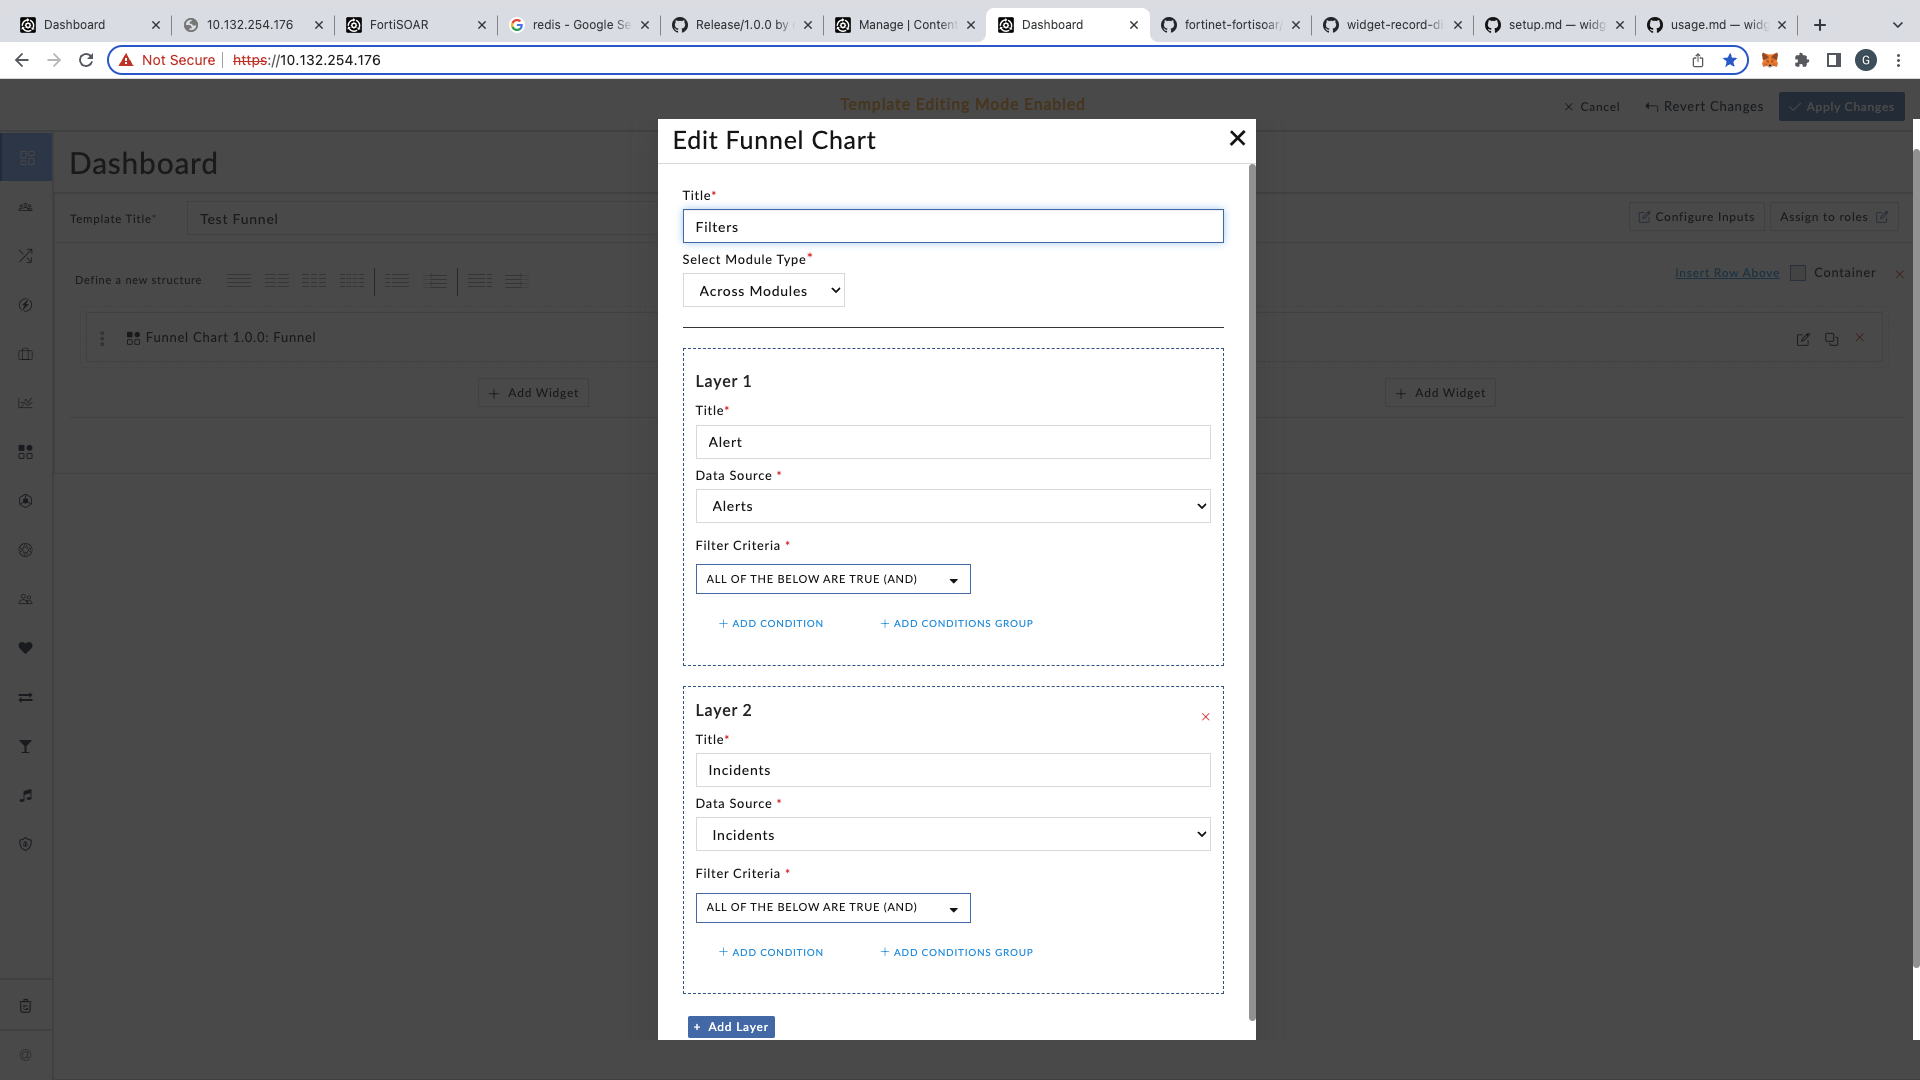 Dashboard
10.132.254.176
FortiSOAR
redis - Google Se
Release/1.0.0 by
Manage | Content
Dashboard
fortinet-fortisoar/
widget-record-di
setup.md — widg
usage.md — widg
Not Secure
https://10.132.254.176
G
Template Editing Mode Enabled
Cancel
Revert Changes
Apply Changes
Dashboard
Template Title*
Test Funnel
Configure Inputs
Assign to roles
Define a new structure
Insert Row Above
Container
Funnel Chart 1.0.0: Funnel
+ Add Widget
+ Add Widget
Edit Funnel Chart
Title*
Filters
Select Module Type*
Across Modules
Layer 1
Title*
Alert
Data Source *
Alerts
Filter Criteria *
ALL OF THE BELOW ARE TRUE (AND)
+ ADD CONDITION
+ ADD CONDITIONS GROUP
Layer 2
Title*
Incidents
Data Source *
Incidents
Filter Criteria *
ALL OF THE BELOW ARE TRUE (AND)
+ ADD CONDITION
+ ADD CONDITIONS GROUP
+ Add Layer